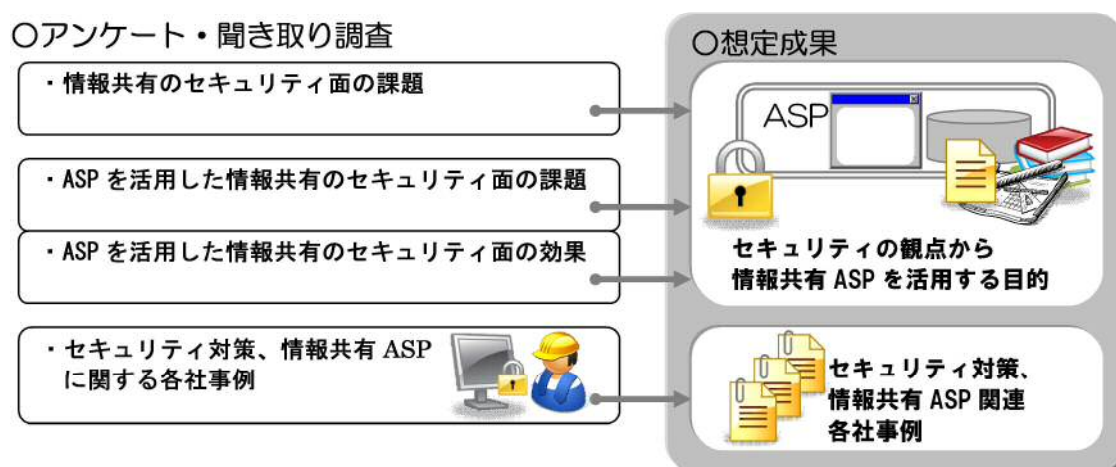 〇アンケート・聞き取り調査
・情報共有のセキュリティ面の課題
・ASP を活用した情報共有のセキュリティ面の課題
・ASP を活用した情報共有のセキュリティ面の効果
・セキュリティ対策、情報共有 ASP
に関する各社事例
〇想定成果
ASP
セキュリティの観点から
情報共有 ASP を活用する目的
セキュリティ対策、
情報共有 ASP 関連
各社事例